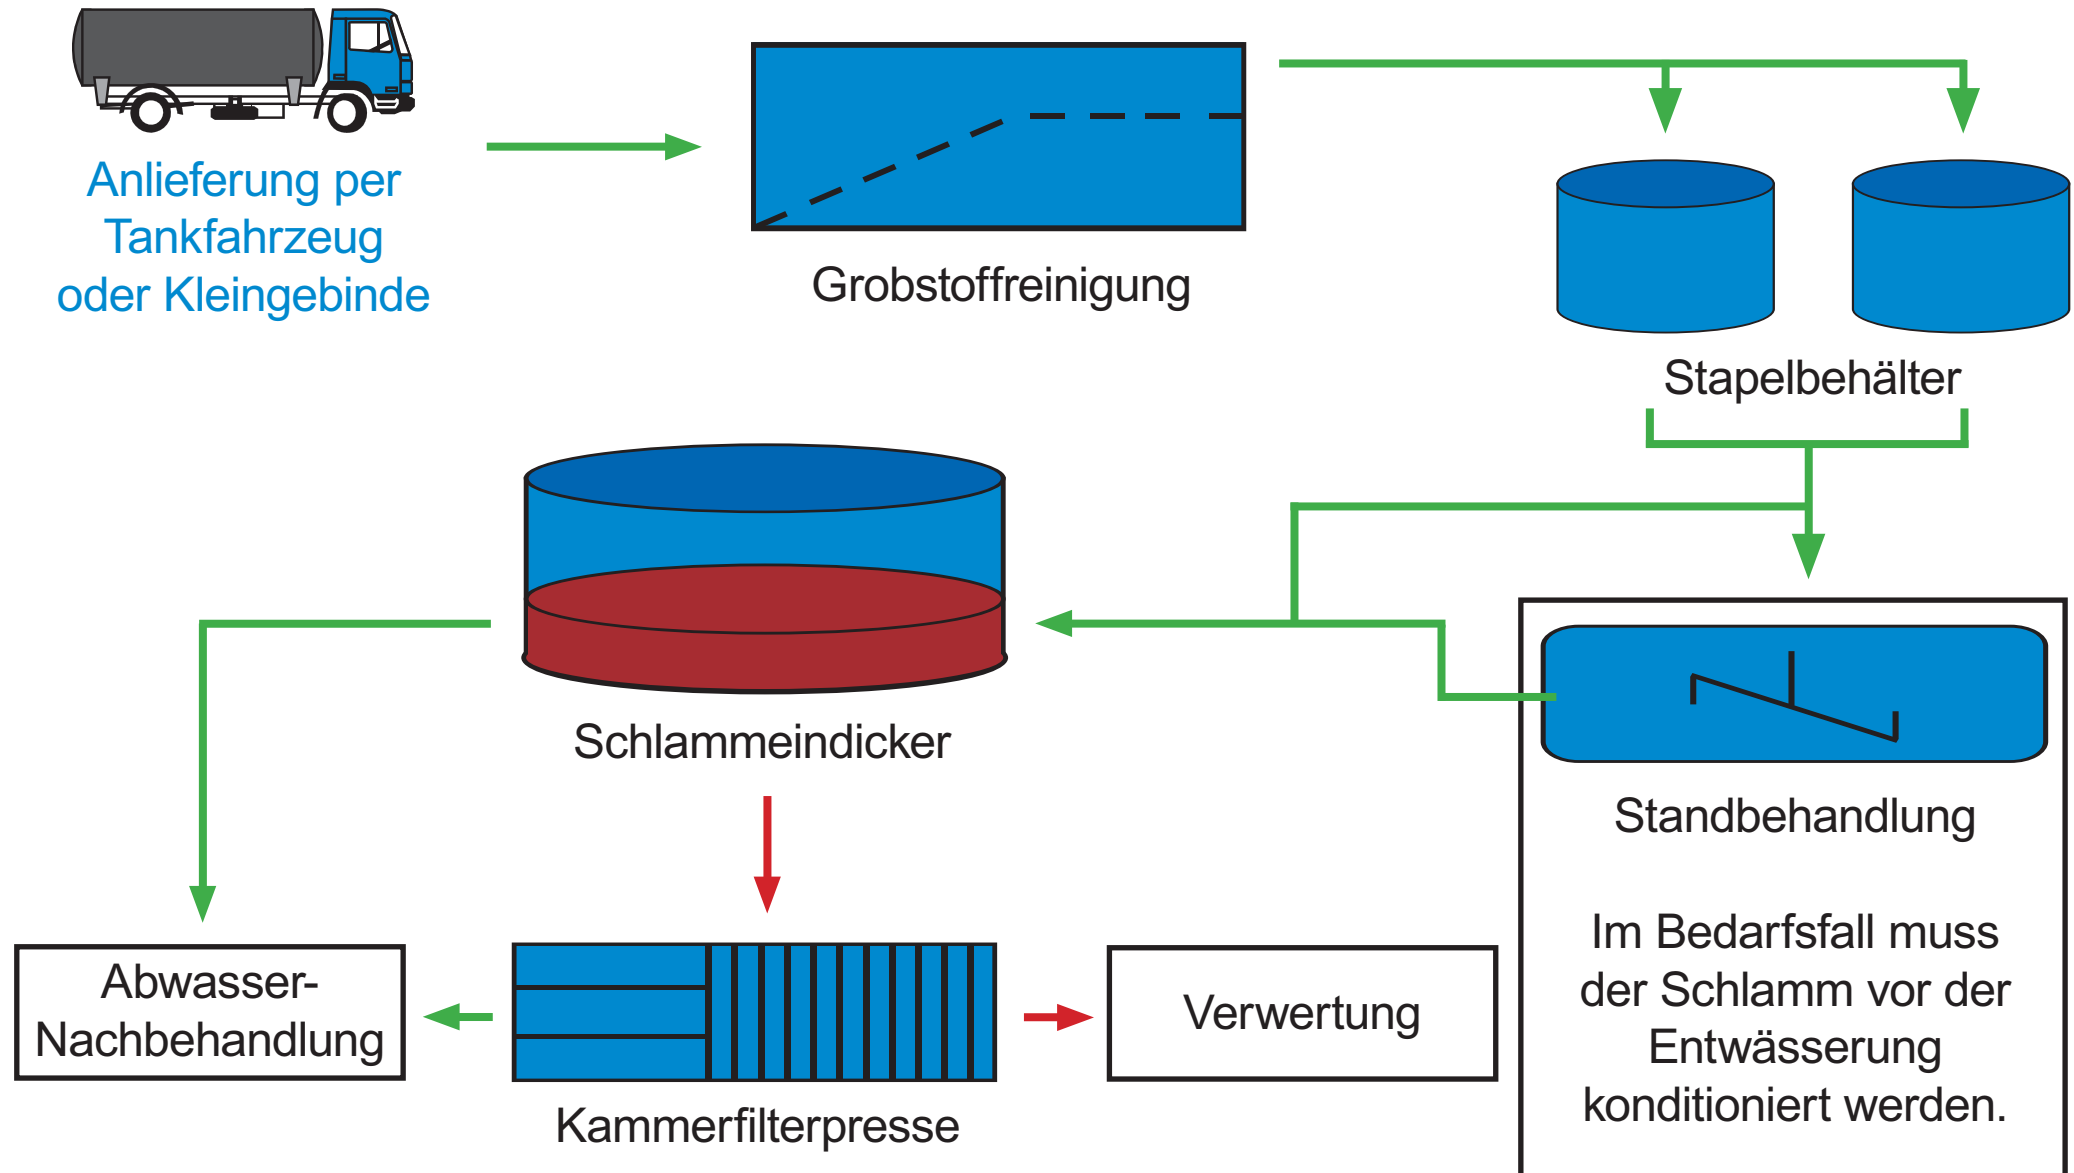 Anlieferung per
Tankfahrzeug
oder Kleingebinde
Grobstoffreinigung
Stapelbehälter
Schlammeindicker
Standbehandlung
Im Bedarfsfall muss
der Schlamm vor der
Entwässerung
konditioniert werden.
Abwasser-
Nachbehandlung
Kammerfilterpresse
Verwertung